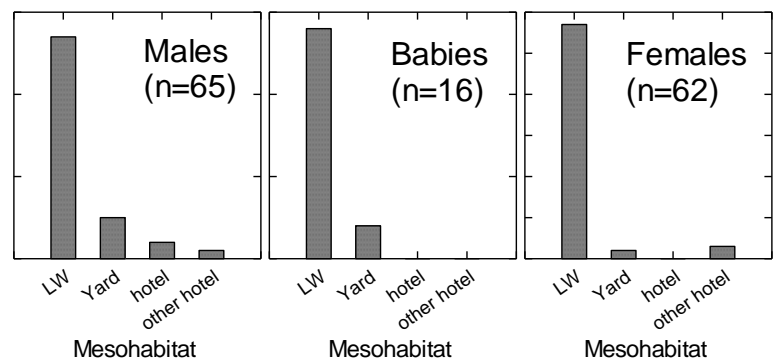 Males
(n=65)
LW
Yard
hotel
other hotel
Mesohabitat
Babies
(n=16)
LW
Yard
hotel
other hotel
Mesohabitat
Females
(n=62)
LW
Yard
hotel
other hotel
Mesohabitat